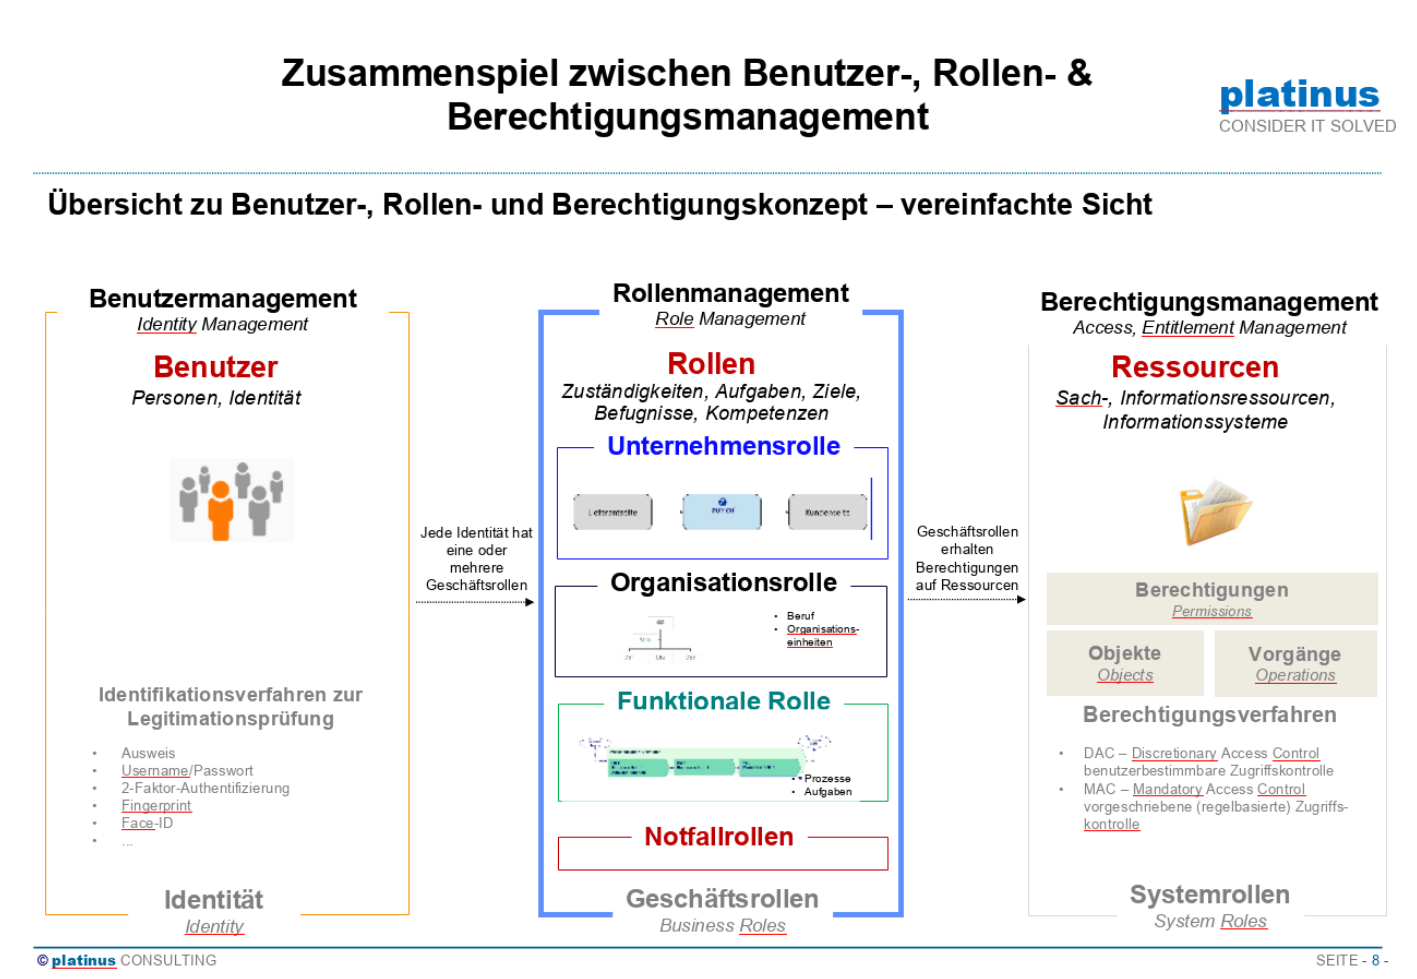 Zusammenspiel zwischen Benutzer-, Rollen- &
Berechtigungsmanagement
platinus
CONSIDER IT SOLVED
Übersicht zu Benutzer-, Rollen- und Berechtigungskonzept – vereinfachte Sicht
Benutzermanagement
Identity Management
Benutzer
Personen, Identität
Identifikationsverfahren zur
Legitimationsprüfung
• Ausweis
• Username/Passwort
• 2-Faktor-Authentifizierung
• Fingerprint
• Face-ID
• ...
Identität
Identity
Jede Identität hat
eine oder
mehrere
Geschäftsrollen
Rollenmanagement
Role Management
Rollen
Zuständigkeiten, Aufgaben, Ziele,
Befugnisse, Kompetenzen
Unternehmensrolle
Kundenseite
Organisationsrolle
• Beruf
• Organisations-
einheiten
Funktionale Rolle
• Prozesse
• Aufgaben
Notfallrollen
Geschäftsrollen
Business Roles
Geschäftsrollen
erhalten
Berechtigungen
auf Ressourcen
Berechtigungsmanagement
Access, Entitlement Management
Ressourcen
Sach-, Informationsressourcen,
Informationssysteme
Berechtigungen
Permissions
Objekte
Objects
Vorgänge
Operations
Berechtigungsverfahren
• DAC – Discretionary Access Control
benutzerbestimmbare Zugriffskontrolle
• MAC – Mandatory Access Control
vorgeschriebene (regelbasierte) Zugriffs-
kontrolle
Systemrollen
System Roles
© platinus CONSULTING
SEITE - 8 -